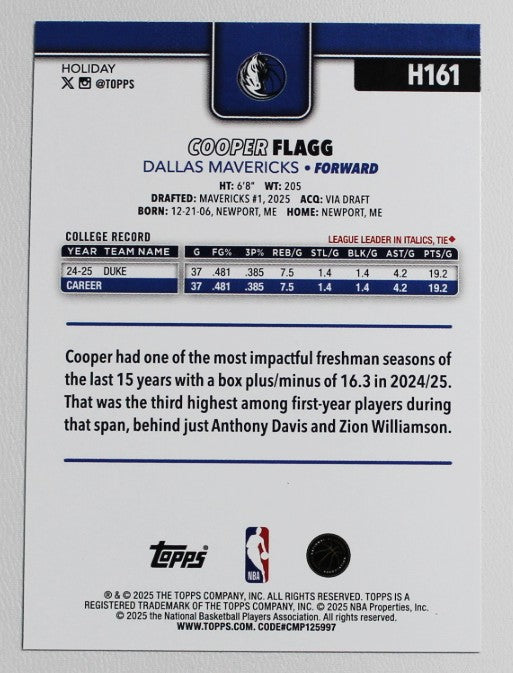 HOLIDAY
H161
@TOPPS
COOPER FLAGG
DALLAS MAVERICKS • FORWARD
HT: 6'8" WT: 205
DRAFTED: MAVERICKS #1, 2025 ACQ: VIA DRAFT
BORN: 12-21-06, NEWPORT, ME HOME: NEWPORT, ME
COLLEGE RECORD LEAGUE LEADER IN ITALICS, TIE◆
YEAR TEAM NAME G FG% 3P% REB/G STL/G BLK/G AST/G PTS/G
24-25 DUKE 37 .481 .385 7.5 1.4 1.4 4.2 19.2
CAREER 37 .481 .385 7.5 1.4 1.4 4.2 19.2
Cooper had one of the most impactful freshman seasons of
the last 15 years with a box plus/minus of 16.3 in 2024/25.
That was the third highest among first-year players during
that span, behind just Anthony Davis and Zion Williamson.
TOPPS
NBA
® & © 2025 THE TOPPS COMPANY, INC. ALL RIGHTS RESERVED. TOPPS IS A
REGISTERED TRADEMARK OF THE TOPPS COMPANY, INC. © 2025 NBA Properties, Inc.
© 2025 the National Basketball Players Association. All rights reserved.
WWW.TOPPS.COM. CODE#CMP125997